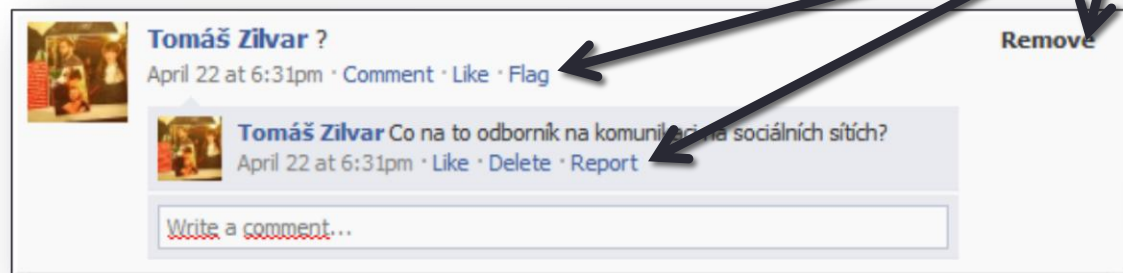 Tomáš Zilvar ?
Remove
April 22 at 6:31pm · Comment · Like · Flag
Tomáš Zilvar Co na to odborník na komunikaci na sociálních sítích?
April 22 at 6:31pm · Like · Delete · Report
Write a comment...